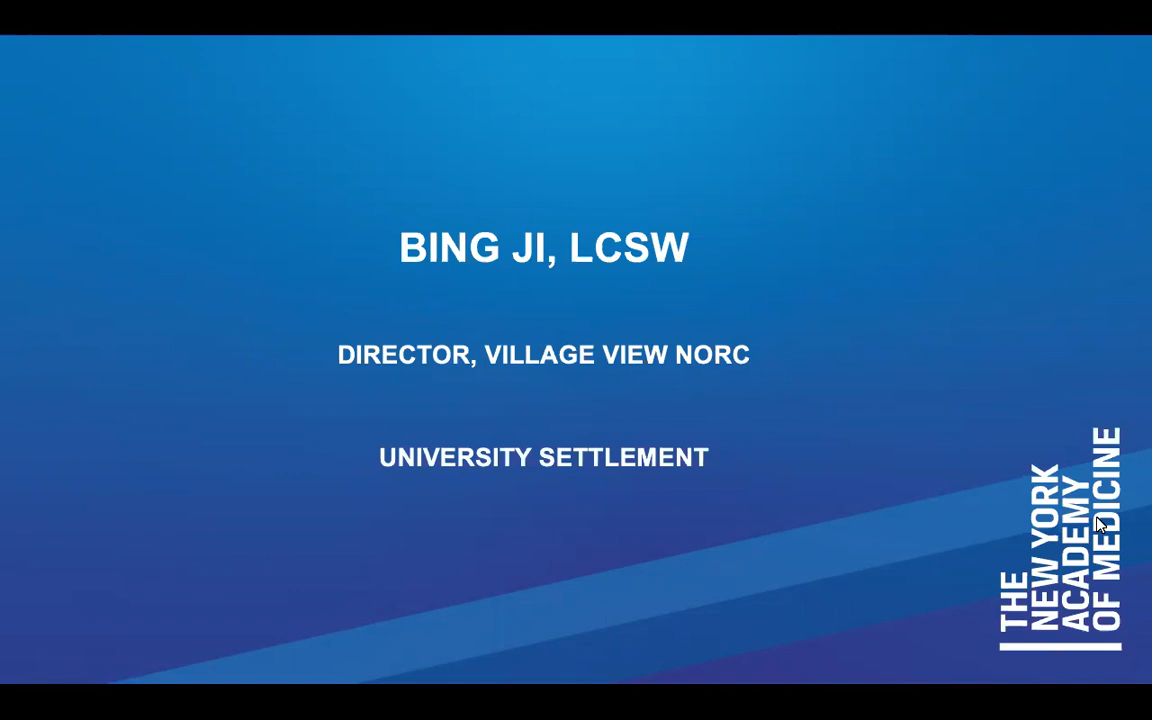 BING JI, LCSW
DIRECTOR, VILLAGE VIEW NORC
UNIVERSITY SETTLEMENT
THE
NEW YORK
ACADEMY
OF MEDICINE